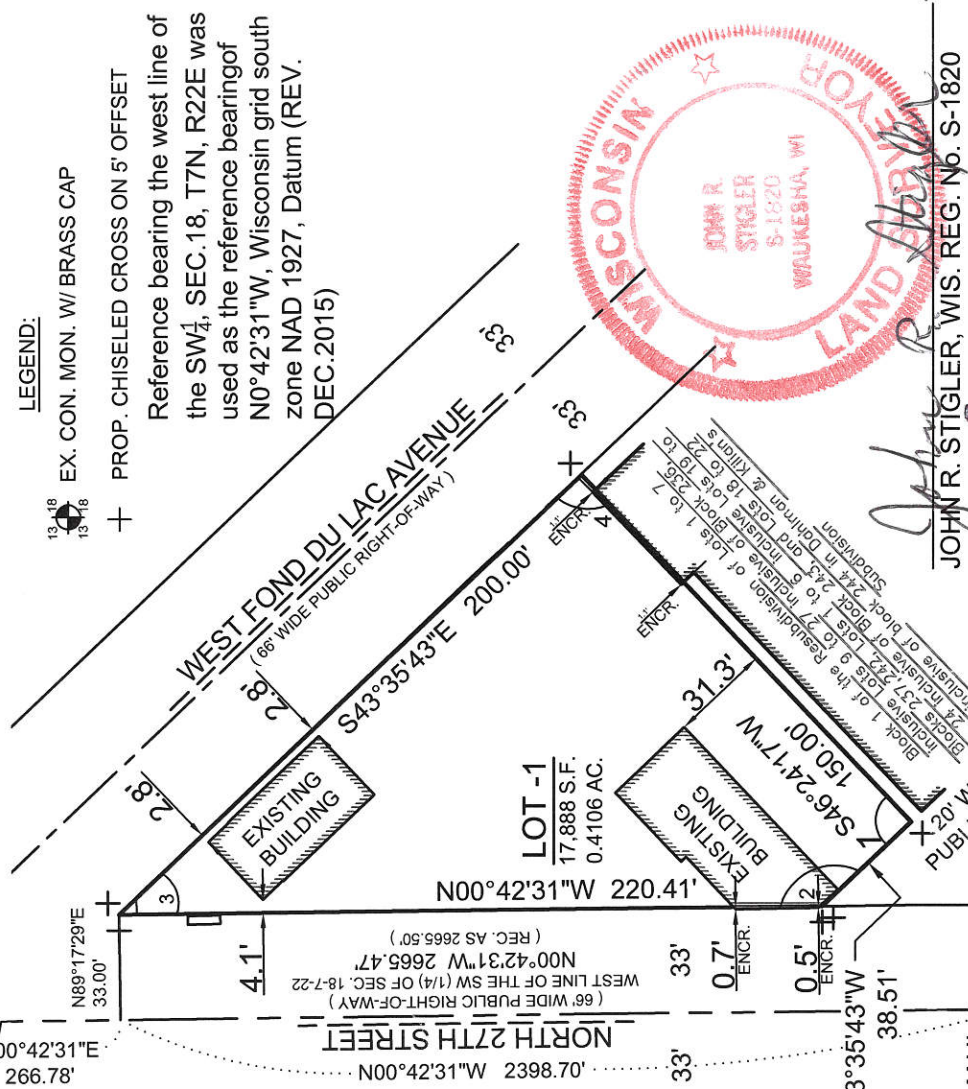 LEGEND:
13 18
13 18
EX. CON. MON. W/ BRASS CAP
PROP. CHISELED CROSS ON 5' OFFSET
Reference bearing the west line of
the SW¼, SEC.18, T7N, R22E was
used as the reference bearingof
N0°42'31"W, Wisconsin grid south
zone NAD 1927, Datum (REV.
DEC.2015)
WEST FOND DU LAC AVENUE
( 66' WIDE PUBLIC RIGHT-OF-WAY )
33'
33'
2.8'
2.8'
S43°35'43"E 200.00'
EXISTING
BUILDING
3
ENCR.
4
ENCR.
31.3'
LOT -1
17,888 S.F.
0.4106 AC.
EXISTING
BUILDING
S46°24'17"W
150.00'
1
2
N00°42'31"W 220.41'
N89°17'29"E
33.00'
4.1'
( REC. AS 2665.50' )
N00°42'31"W 2665.47'
WEST LINE OF THE SW (1/4) OF SEC 18-7-22
( 66' WIDE PUBLIC RIGHT-OF-WAY )
NORTH 27TH STREET
33'
0.7'
ENCR.
0.5'
ENCR.
00°42'31"E
266.78'
N00°42'31"W 2398.70'
33'
3°35'43"W
38.51'
20' W
PUBL
Block 1 of the Resubdivision of Lots 1 to 7
Inclusive Lots 9 to 27 Inclusive of Block 236, to
Blocks 237,242, Lots 1 to 6 Inclusive Lots 19 to 22
24 Inclusive of Block 243, and Lots 18 to
Inclusive of block 244 in Dahlman & Kilian's
Subdivision
WISCONSIN
LAND SURVEYOR
JOHN R.
STIGLER
S-1820
WAUKESHA, WI
John R. Stigler
JOHN R. STIGLER, WIS. REG. No. S-1820